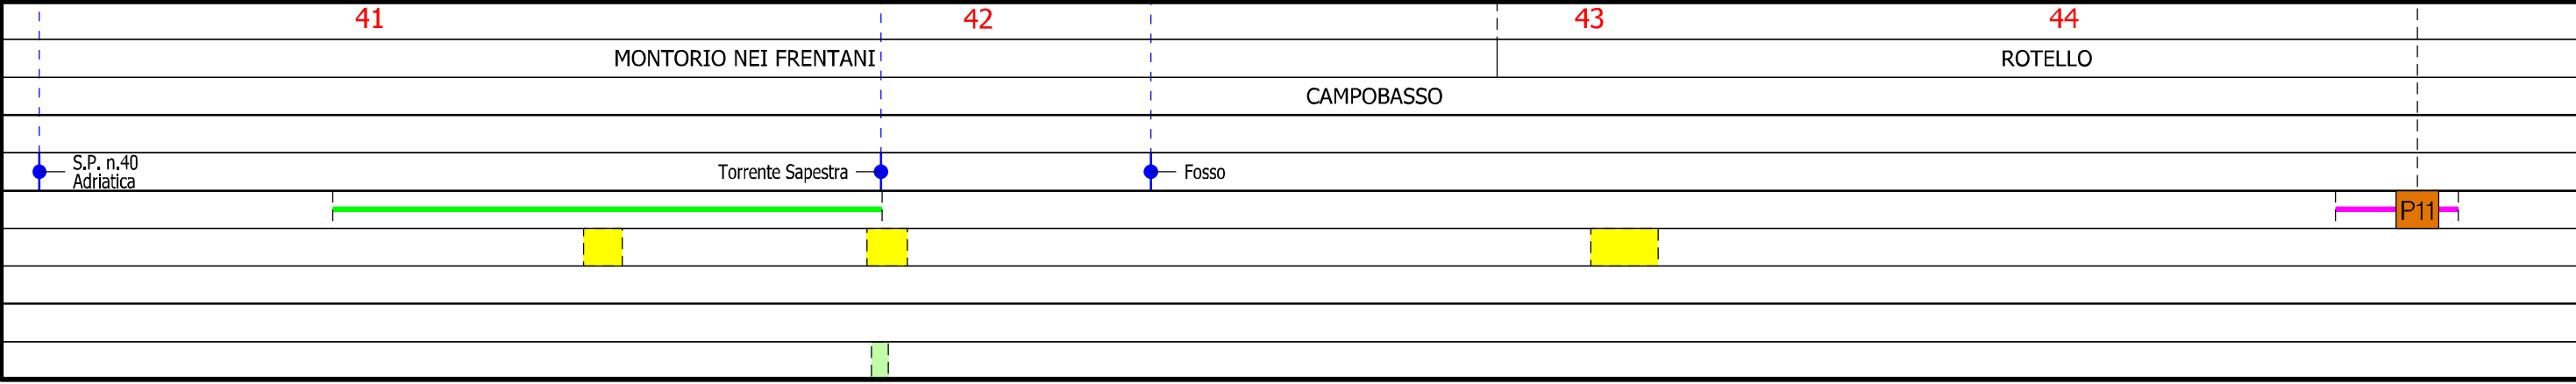 41 42 43 44
MONTORIO NEI FRENTANI ROTELLO
CAMPOBASSO
S.P. n.40
Adriatica
Torrente Sapestra
Fosso
P11